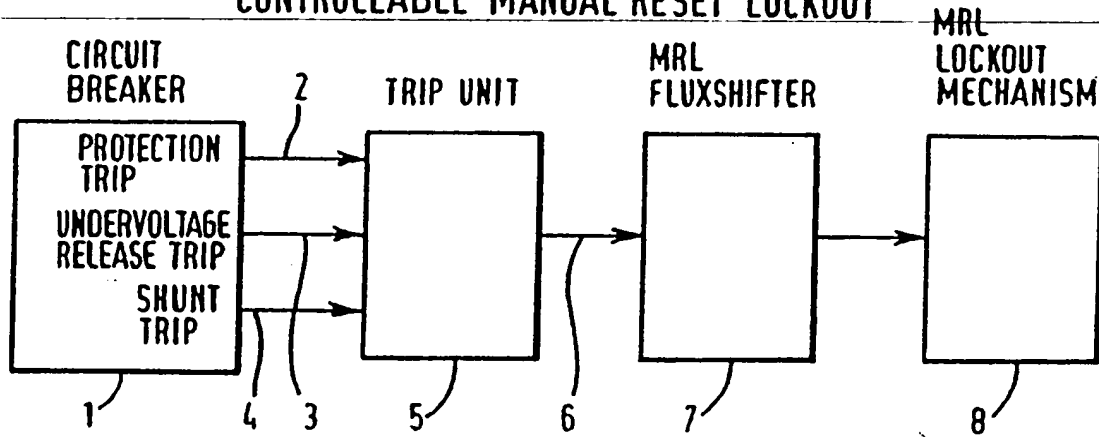 CONTROLLABLE MANUAL RESET LOCKOUT
CIRCUIT
BREAKER
2
TRIP UNIT
MRL
FLUXSHIFTER
MRL
LOCKOUT
MECHANISM
PROTECTION
TRIP
UNDERVOLTAGE
RELEASE TRIP
SHUNT
TRIP
1
4
3
5
6
7
8